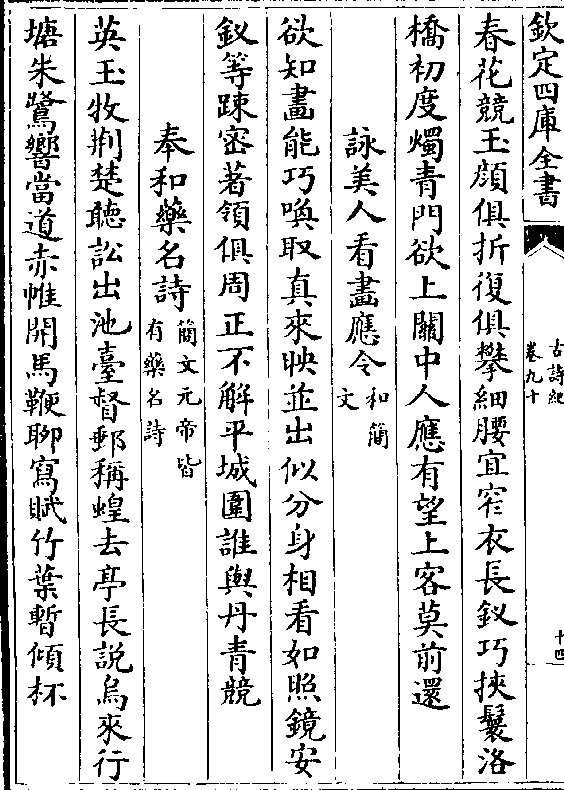 欽定四庫全書
古詩紀
卷九十
十四
春花競玉顔俱折復俱攀細腰宜窄衣長釵巧挾鬟洛
橋初度燭青門欲上關中人應有望上客莫前還
詠美人看畫應令和簡
文
欲知畫能巧喚取真來映並出似分身相看如照鏡安
釵等踈密著領俱周正不解平城圍誰與丹青競
奉和藥名詩簡文元帝皆
有藥名詩
英玉牧荆楚聽訟出池臺督郵稱蝗去亭長説烏來行
塘朱鷺響當道赤帷開馬鞭聊寫賦竹葉暫傾杯